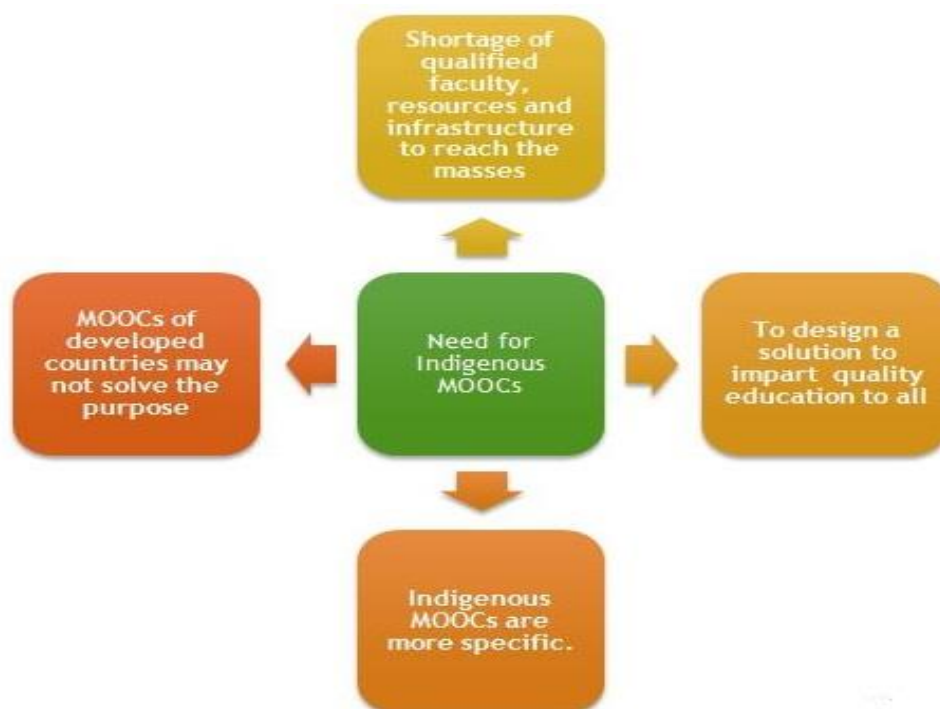 Shortage of
qualified
faculty,
resources and
infrastructure
to reach the
masses
MOOCs of
developed
countries may
not solve the
purpose
Need for
Indigenous
MOOCs
To design a
solution to
impart quality
education to all
Indigenous
MOOCs are
more specific.